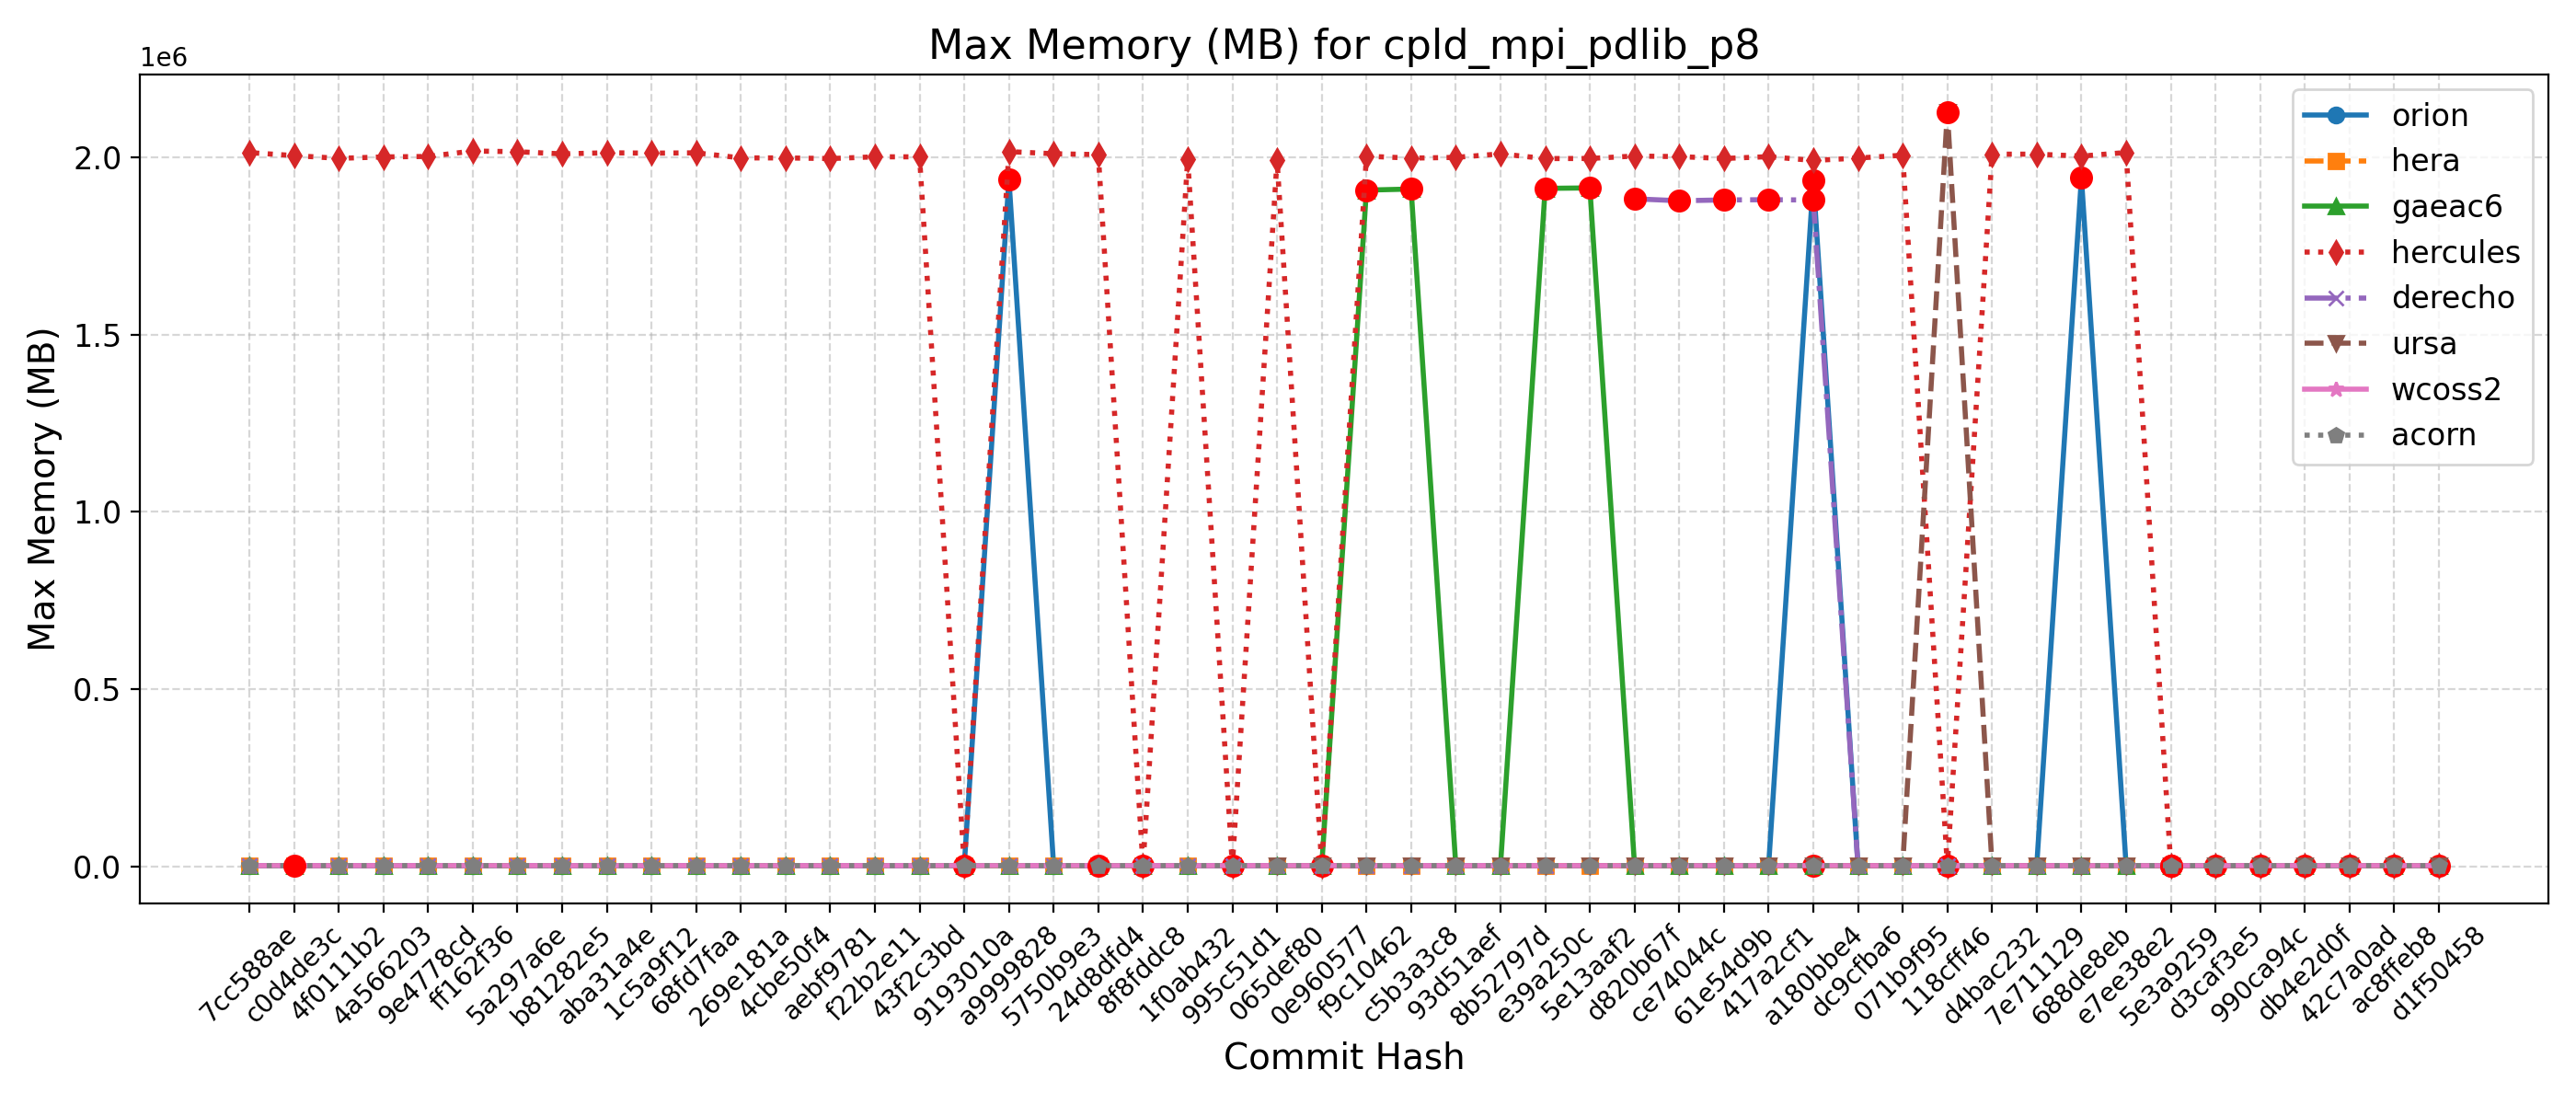 Max Memory (MB) for cpld_mpi_pdlib_p8
1e6
2.0
1.5
1.0
0.5
0.0
Max Memory (MB)
orion
hera
gaeac6
hercules
derecho
ursa
wcoss2
acorn
7cc588ae
c0d4de3c
4f0111b2
4a566203
9e4778cd
ff162f36
5a297a6e
b81282e5
aba31a4e
1c5a9f12
68fd7faa
269e181a
4cbe50f4
aebf9781
f22b2e11
43f2c3bd
9193010a
a9999828
5750b9e3
24d8dfd4
8f8fddc8
1f0ab432
995c51d1
065def80
0e960577
f9c10462
c5b3a3c8
93d51aef
8b52797d
e39a250c
5e13aaf2
d820b67f
ce74044c
61e54d9b
417a2cf1
a180bbe4
dc9cfba6
071b9f95
118cff46
d4bac232
7e711129
688de8eb
e7ee38e2
5e3a9259
d3caf3e5
990ca94c
db4e2d0f
42c7a0ad
ac8ffeb8
d1f50458
Commit Hash